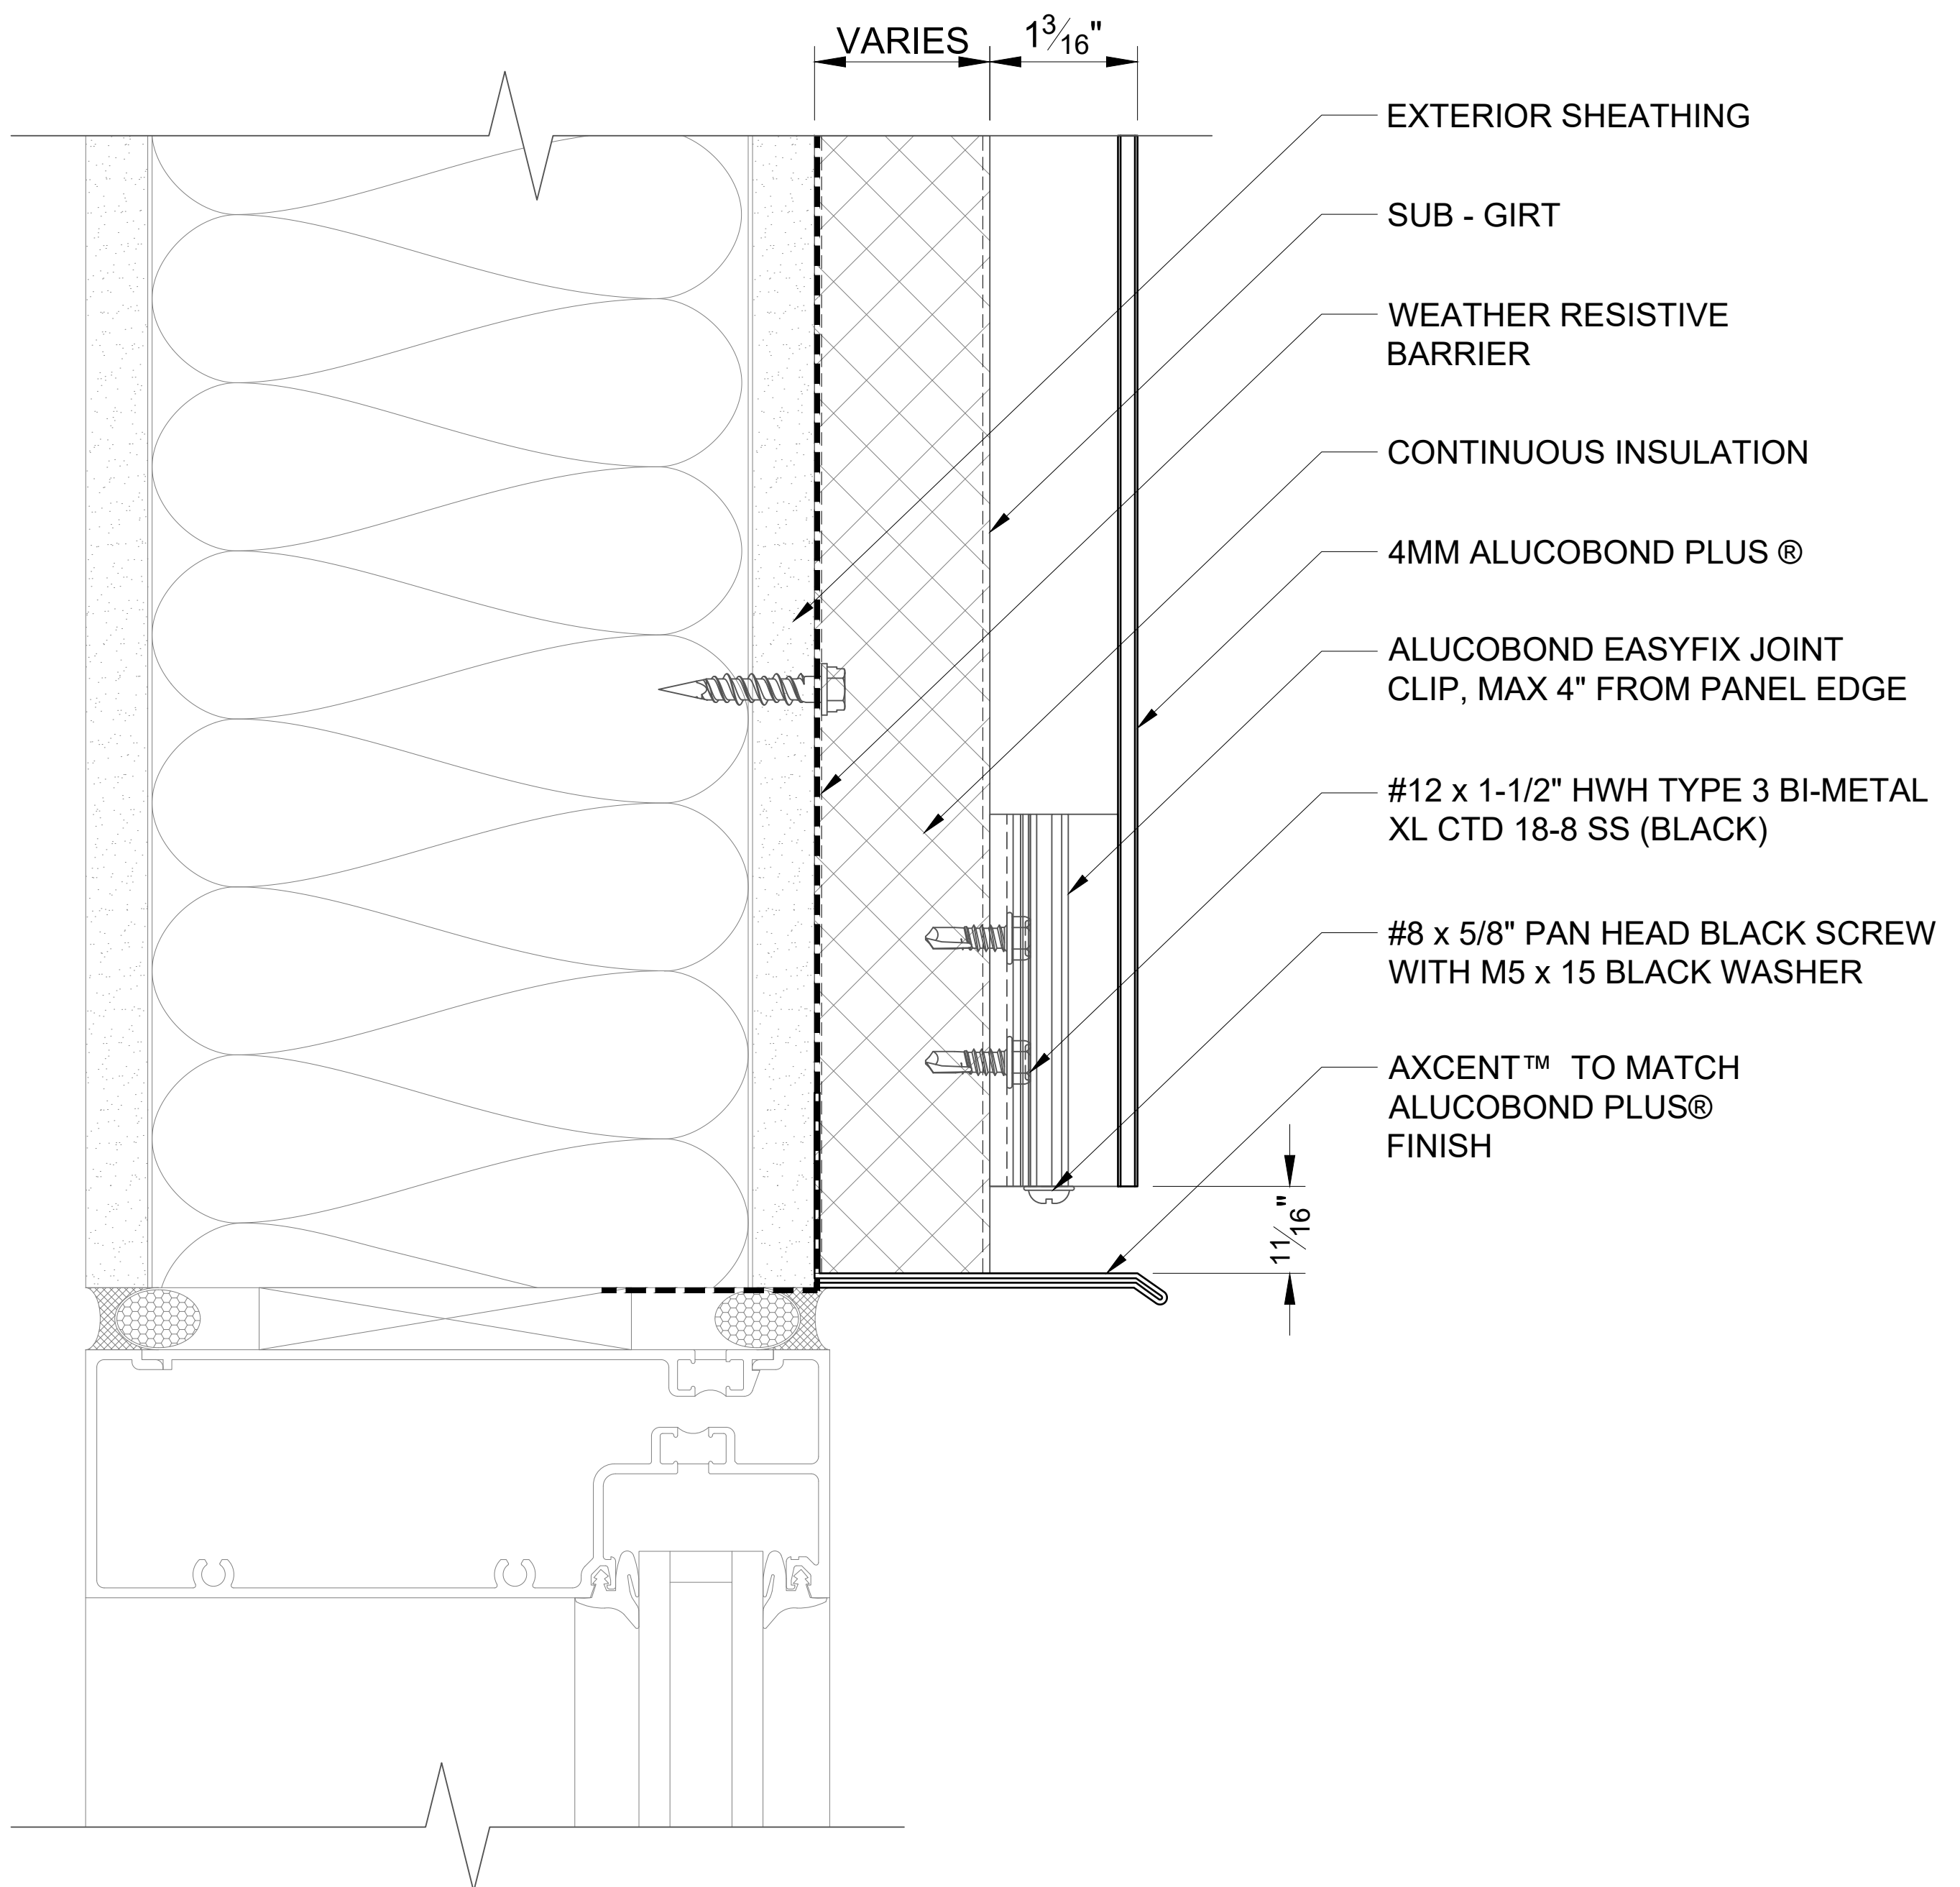 VARIES
1 3/16"
EXTERIOR SHEATHING
SUB - GIRT
WEATHER RESISTIVE
BARRIER
CONTINUOUS INSULATION
4MM ALUCOBOND PLUS ®
ALUCOBOND EASYFIX JOINT
CLIP, MAX 4" FROM PANEL EDGE
#12 x 1-1/2" HWH TYPE 3 BI-METAL
XL CTD 18-8 SS (BLACK)
#8 x 5/8" PAN HEAD BLACK SCREW
WITH M5 x 15 BLACK WASHER
AXCENT™ TO MATCH
ALUCOBOND PLUS®
FINISH
11/16"